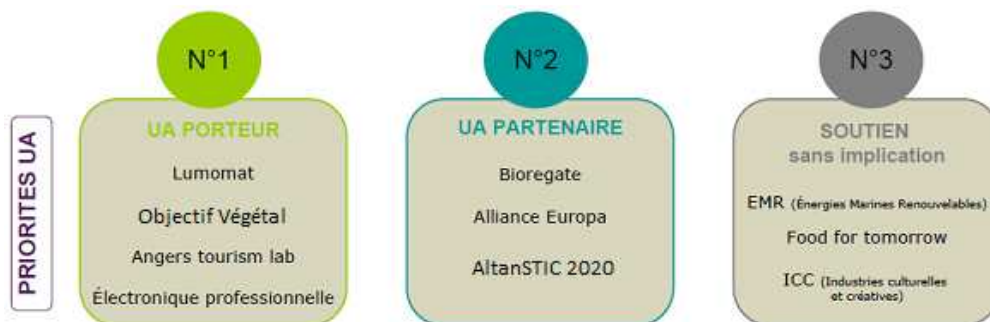 PRIORITES UA
N°1
UA PORTEUR
Lumomat
Objectif Végétal
Angers tourism lab
Électronique professionnelle
N°2
UA PARTENAIRE
Bioregate
Alliance Europa
AltanSTIC 2020
N°3
SOUTIEN
sans implication
EMR (Énergies Marines Renouvelables)
Food for tomorrow
ICC (Industries culturelles
et créatives)